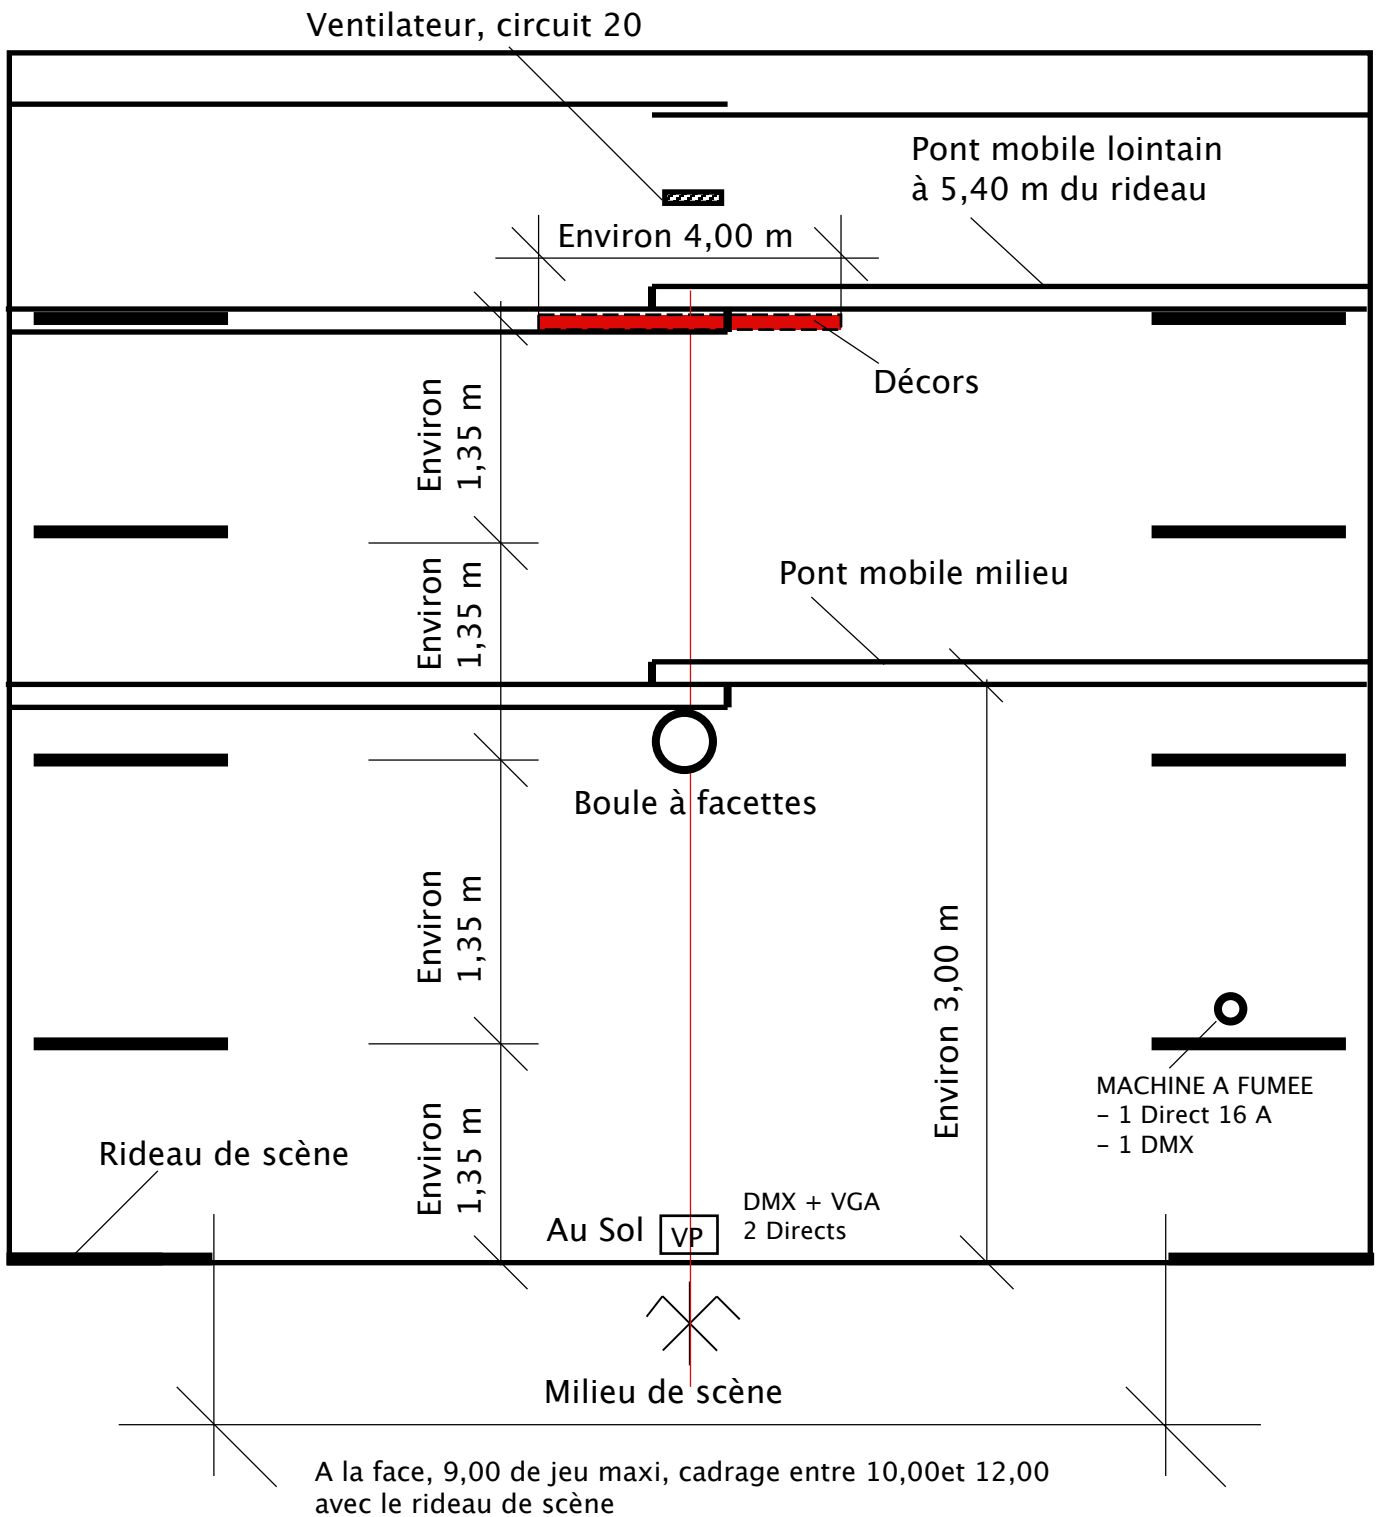 Ventilateur, circuit 20
Pont mobile lointain
à 5,40 m du rideau
Environ 4,00 m
Décors
Environ
1,35 m
Pont mobile milieu
Environ
1,35 m
Boule à facettes
Environ
1,35 m
Environ 3,00 m
MACHINE A FUMEE
– 1 Direct 16 A
– 1 DMX
Environ
1,35 m
Rideau de scène
Au Sol
VP
DMX + VGA
2 Directs
Milieu de scène
A la face, 9,00 de jeu maxi, cadrage entre 10,00et 12,00
avec le rideau de scène